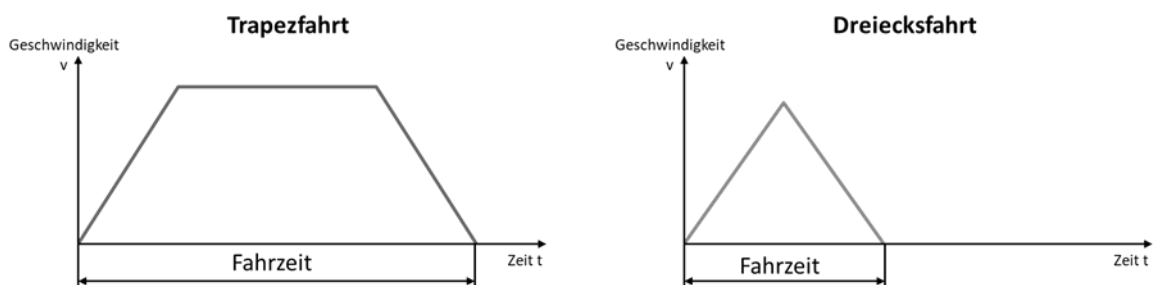 Trapezfahrt
Geschwindigkeit
v
Fahrzeit
Zeit t
Dreiecksfahrt
Geschwindigkeit
v
Fahrzeit
Zeit t